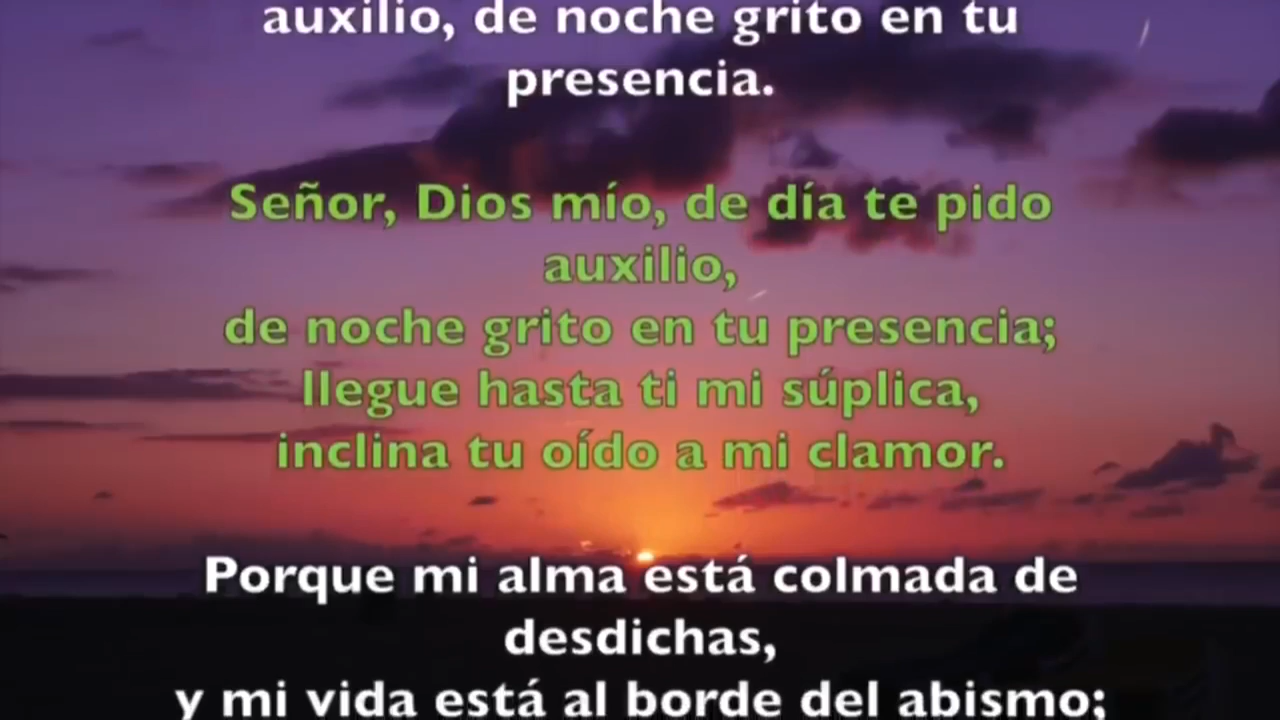 auxilio, de noche grito en tu
presencia.
Señor, Dios mío, de día te pido
auxilio,
de noche grito en tu presencia;
llegue hasta ti mi súplica,
inclina tu oído a mi clamor.
Porque mi alma está colmada de
desdichas,
y mi vida está al borde del abismo;